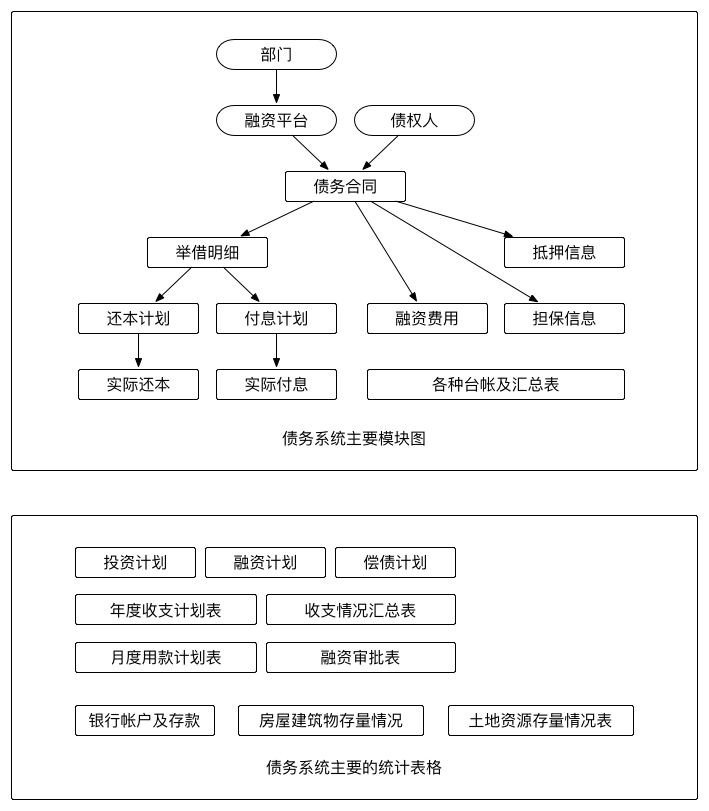 部门
融资平台
债权人
债务合同
举借明细
抵押信息
还本计划
付息计划
融资费用
担保信息
实际还本
实际付息
各种台帐及汇总表
债务系统主要模块图
投资计划
融资计划
偿债计划
年度收支计划表
收支情况汇总表
月度用款计划表
融资审批表
银行帐户及存款
房屋建筑物存量情况
土地资源存量情况表
债务系统主要的统计表格